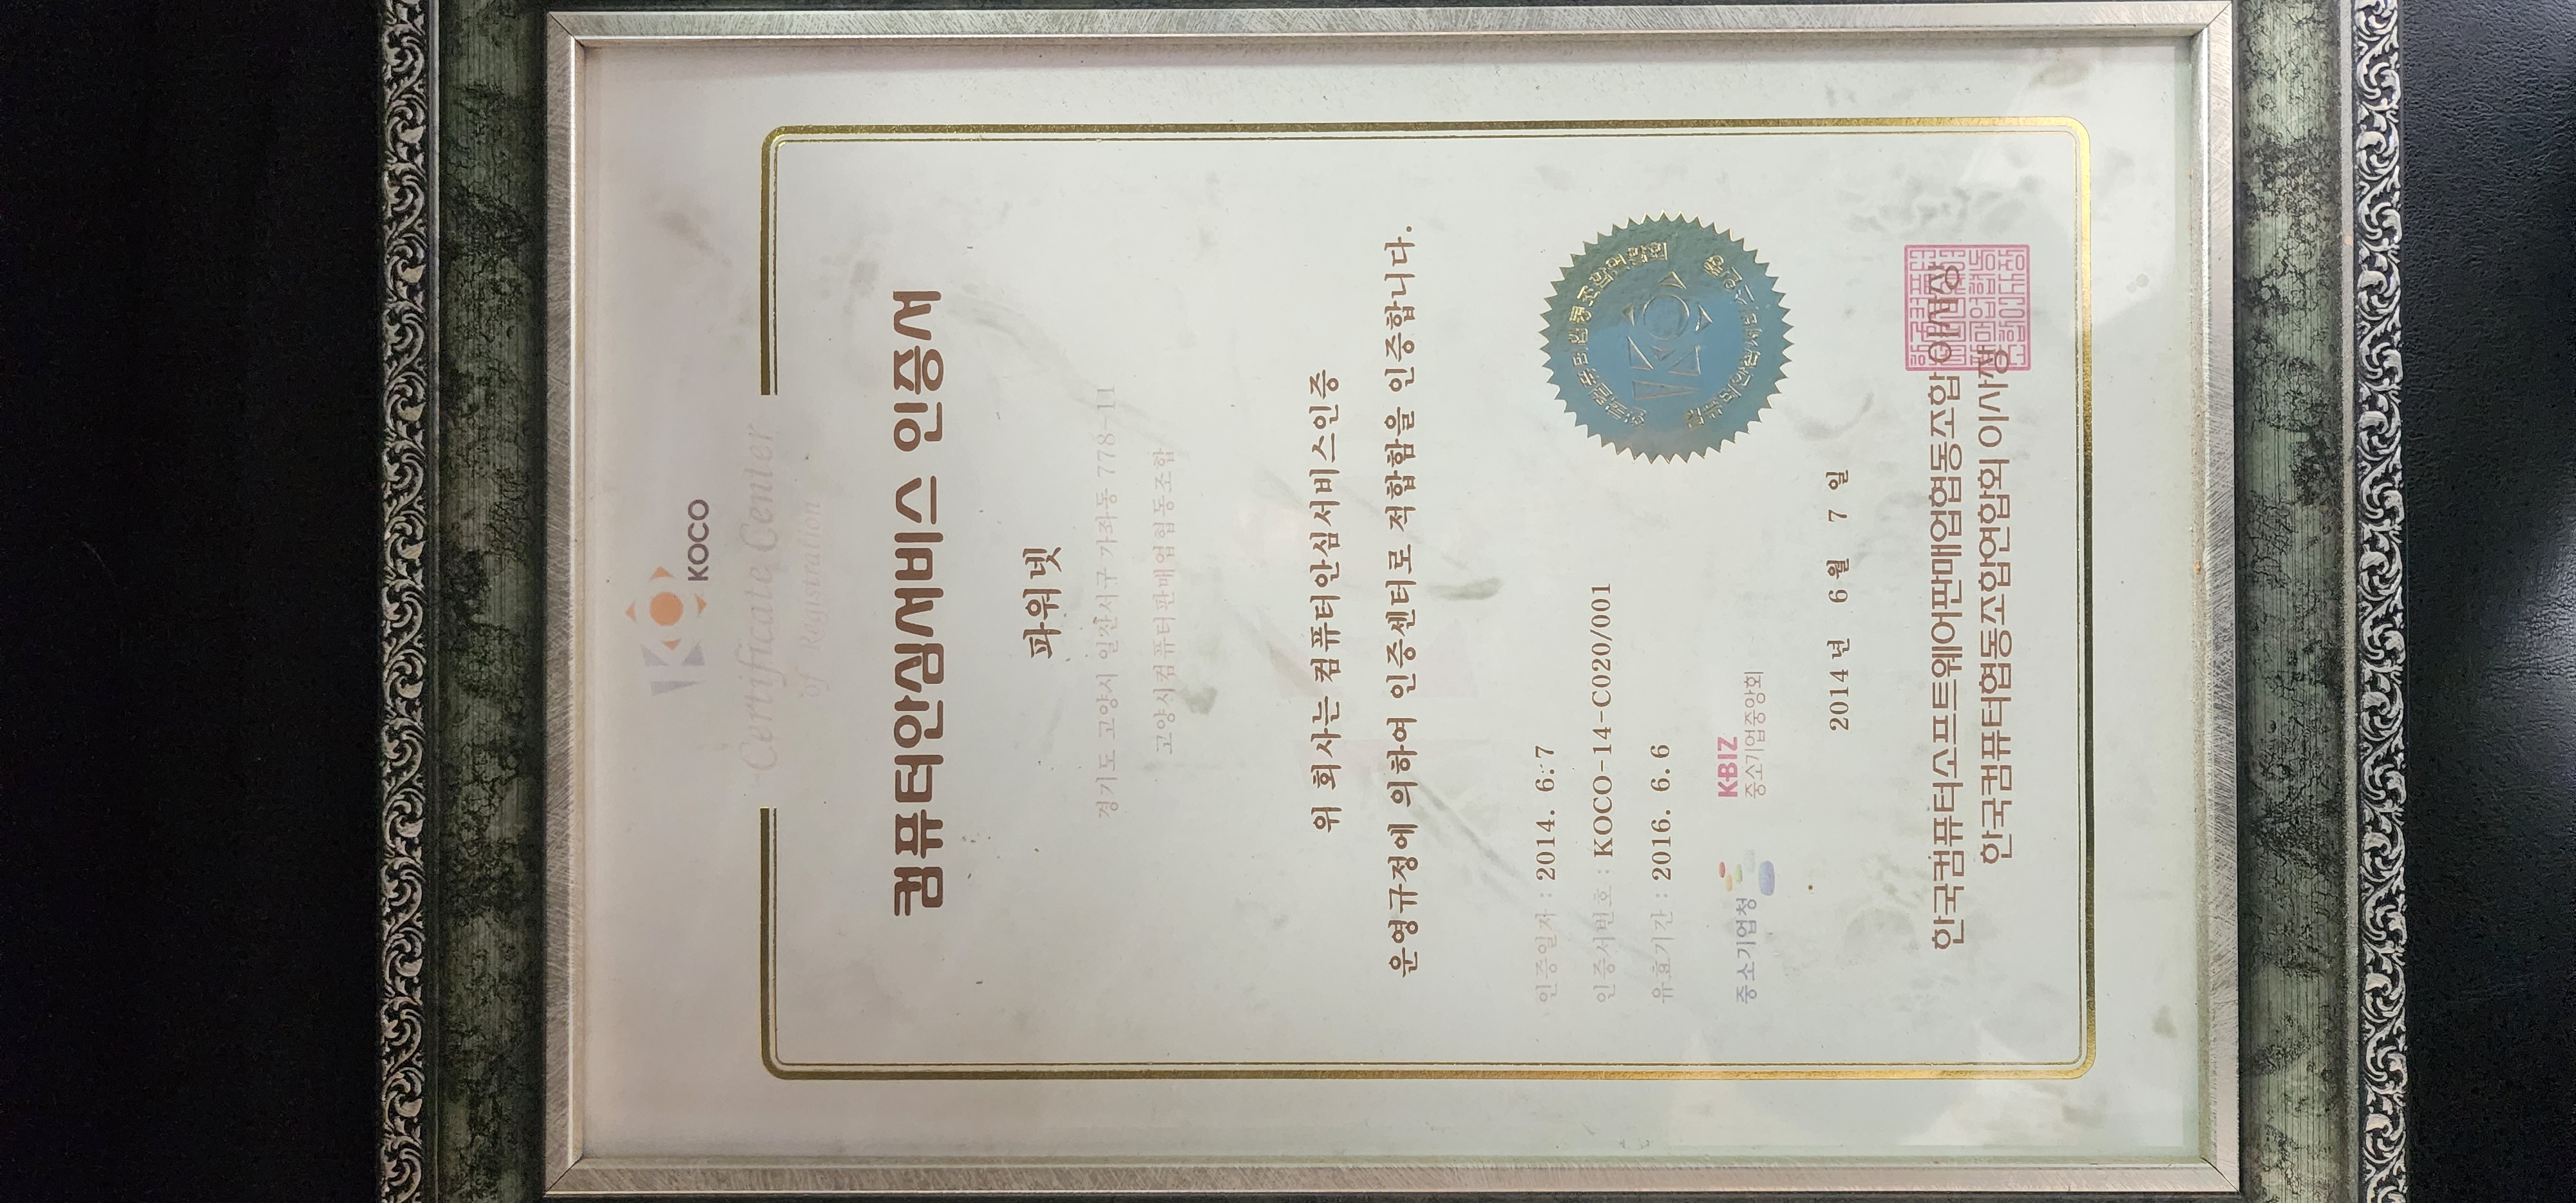 KOCO
Certificate Center
of Registration
컴퓨터안심서비스 인증서
파워넷
경기도 고양시 일산서구 가좌동 778-11
고양시컴퓨터판매업협동조합
위 회사는 컴퓨터안심서비스인증
운영규정에 의하여 인증센터로 적합함을 인증합니다.
인증일자 : 2014. 6. 7
인증서번호 : KOCO-14-C020/001
유효기간 : 2016. 6. 6
중소기업청
K-BIZ
중소기업중앙회
2014년 6월 7일
한국컴퓨터소프트웨어판매업협동조합 이사장
한국컴퓨터협동조합연합회 이사장